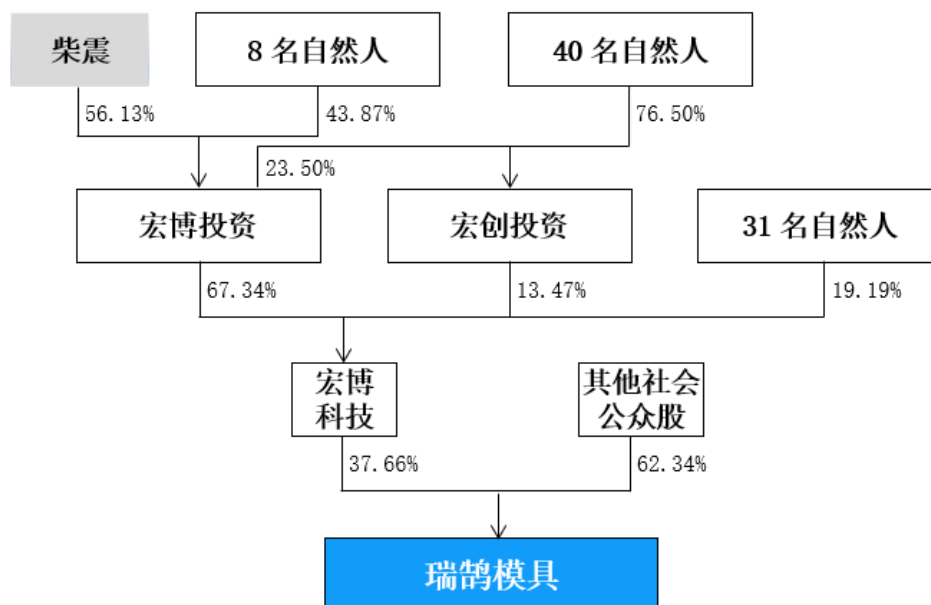 柴震
8 名自然人
40 名自然人
56.13%
43.87%
76.50%
23.50%
宏博投资
宏创投资
31 名自然人
67.34%
13.47%
19.19%
宏博
科技
其他社会
公众股
37.66%
62.34%
瑞鹄模具